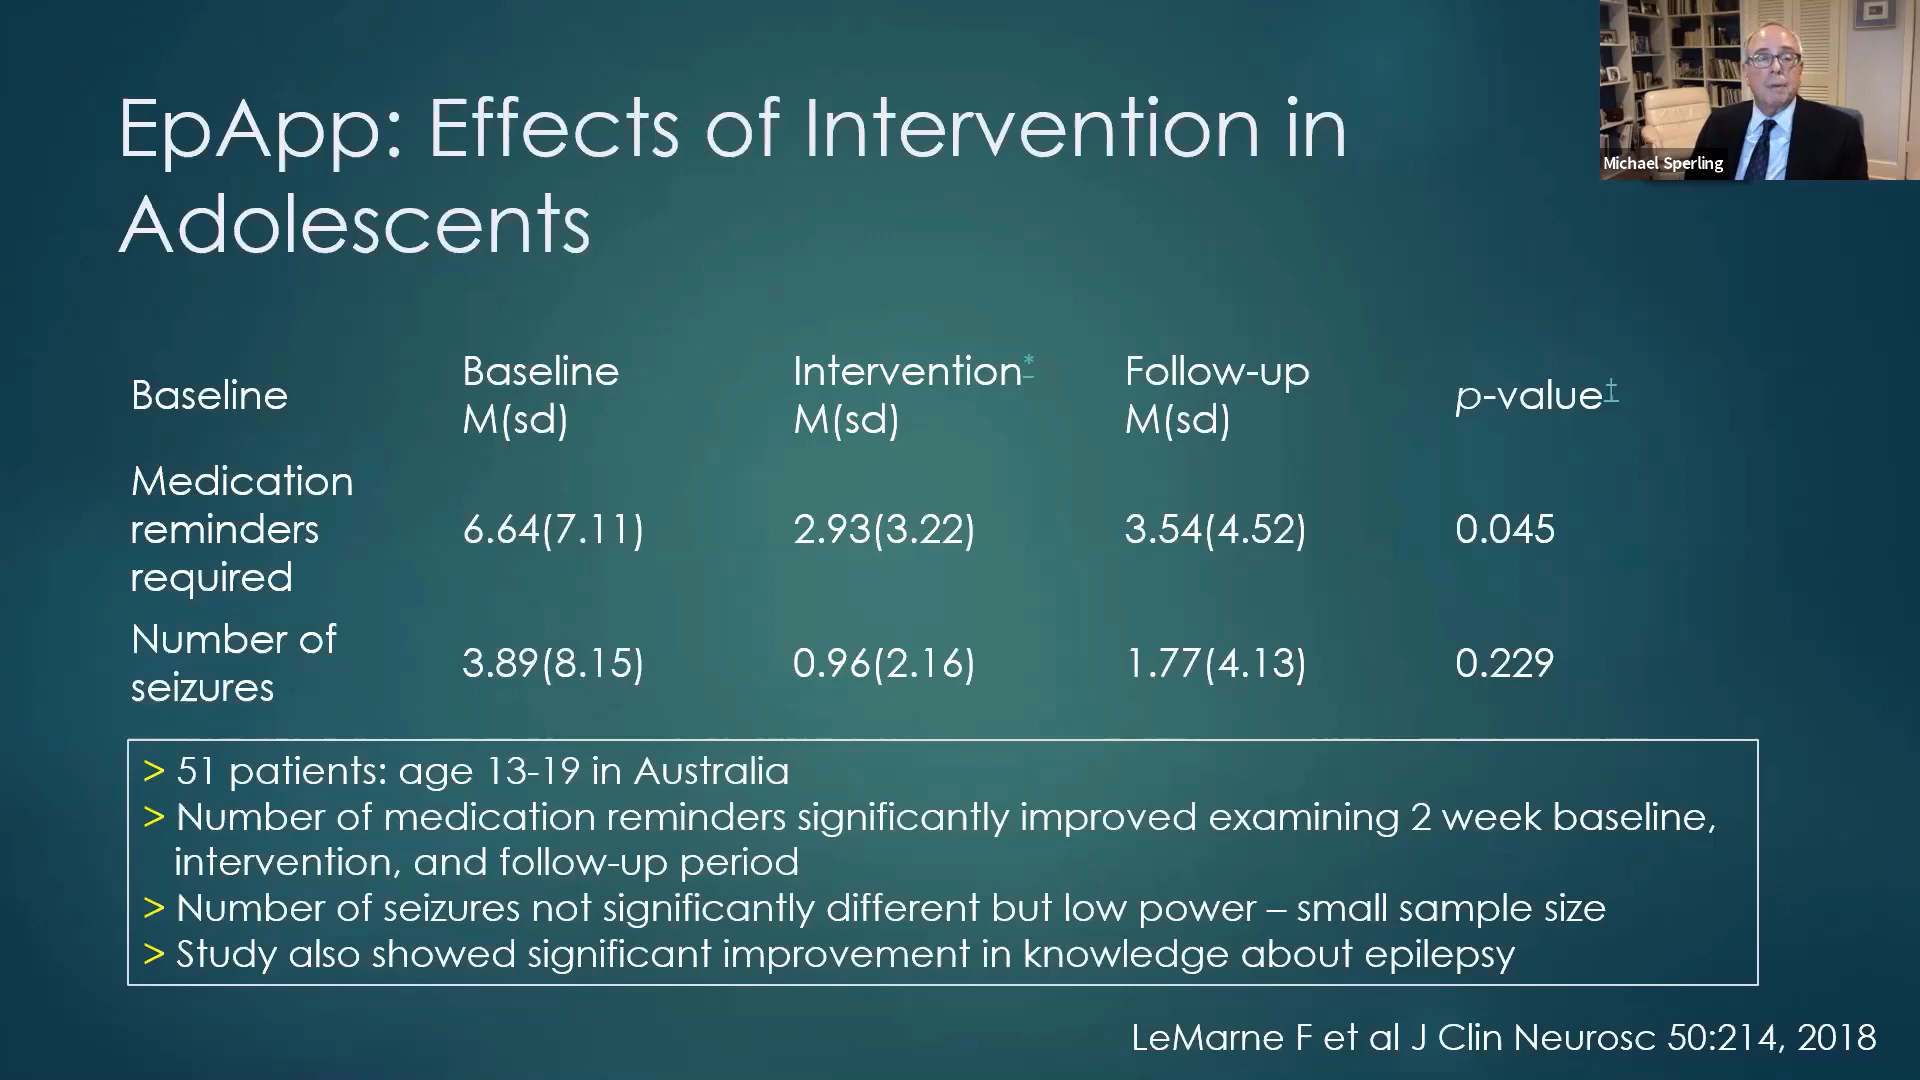 EpApp: Effects of Intervention in
Adolescents
Michael Sperling
Baseline
Baseline
M(sd)
Intervention*
M(sd)
Follow-up
M(sd)
p-value†
Medication
reminders
required
6.64(7.11)
2.93(3.22)
3.54(4.52)
0.045
Number of
seizures
3.89(8.15)
0.96(2.16)
1.77(4.13)
0.229
> 51 patients: age 13-19 in Australia
> Number of medication reminders significantly improved examining 2 week baseline,
intervention, and follow-up period
> Number of seizures not significantly different but low power – small sample size
> Study also showed significant improvement in knowledge about epilepsy
LeMarne F et al J Clin Neurosc 50:214, 2018